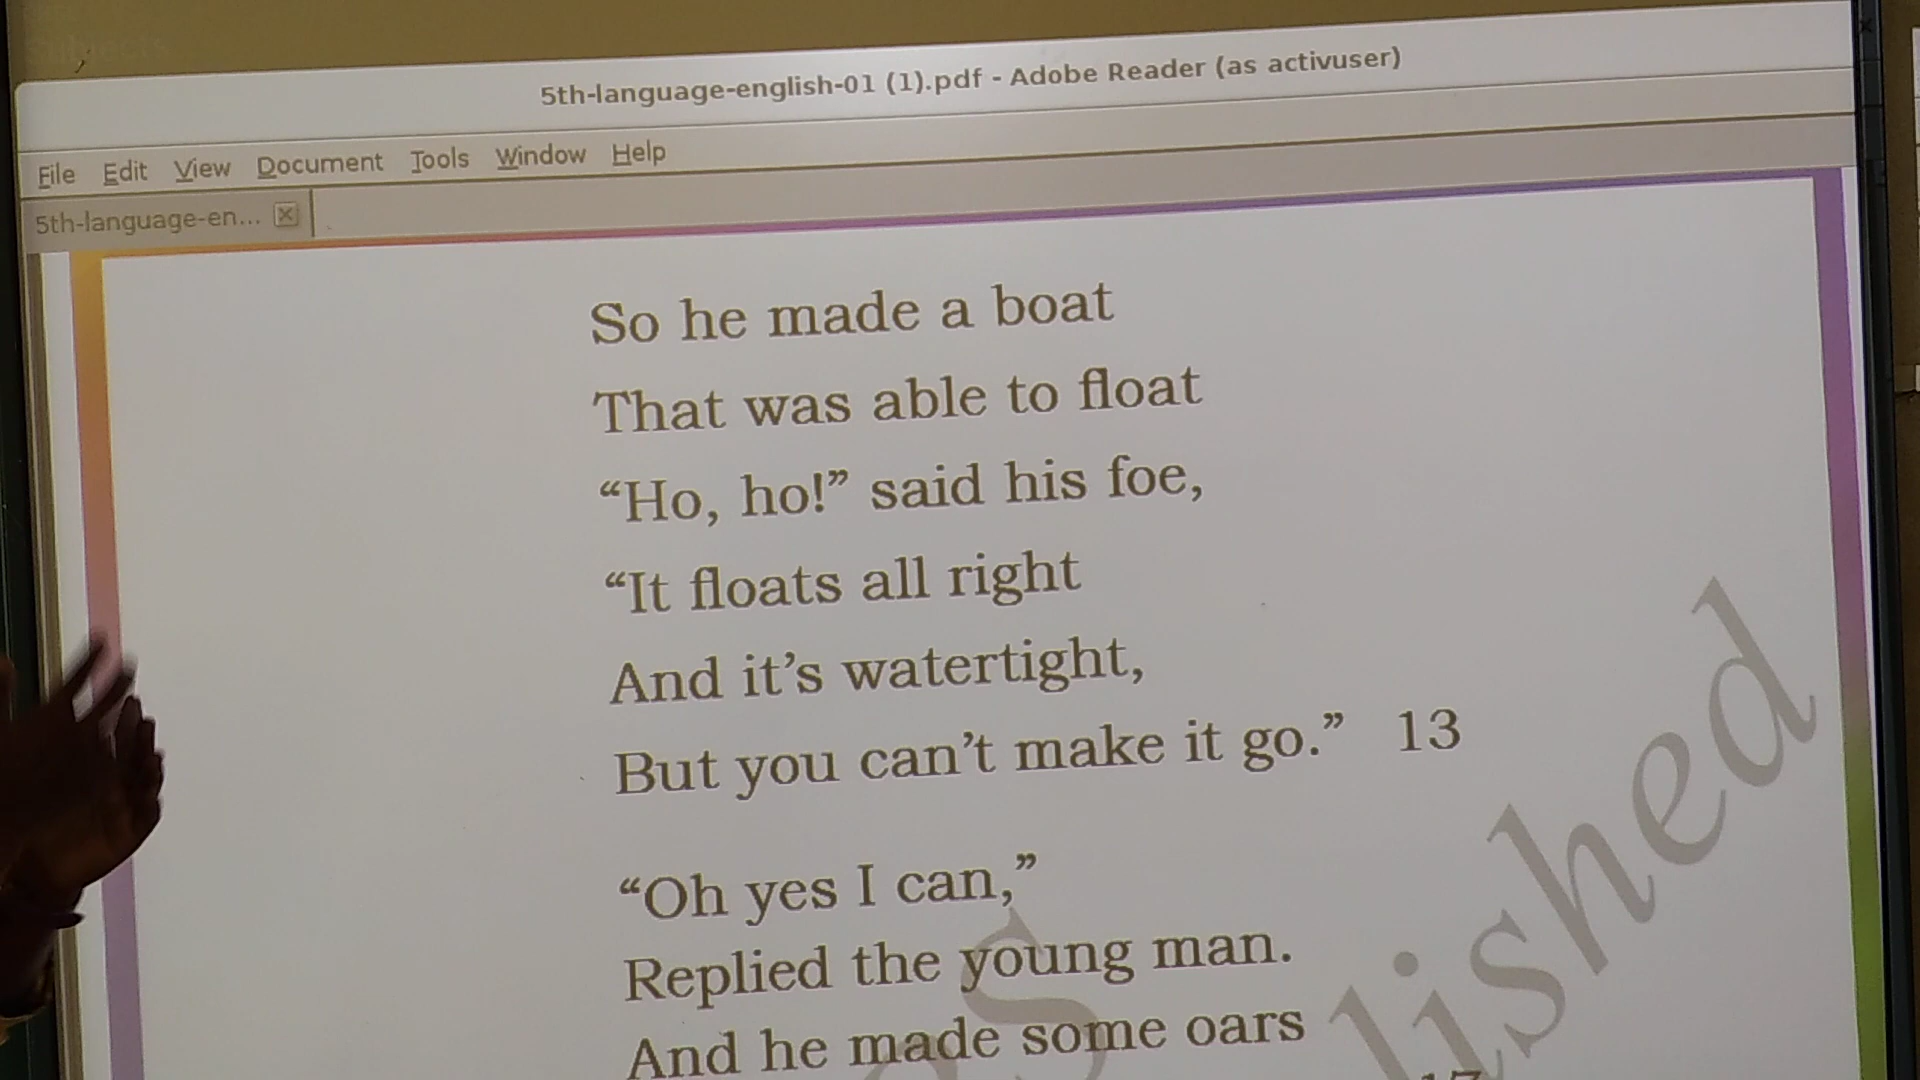 Subjects
5th-language-english-01 (1).pdf - Adobe Reader (as activuser)
File Edit View Document Tools Window Help
5th-language-en...
So he made a boat
That was able to float
“Ho, ho!” said his foe,
“It floats all right
And it’s watertight,
But you can’t make it go.” 13
“Oh yes I can,”
Replied the young man.
And he made some oars